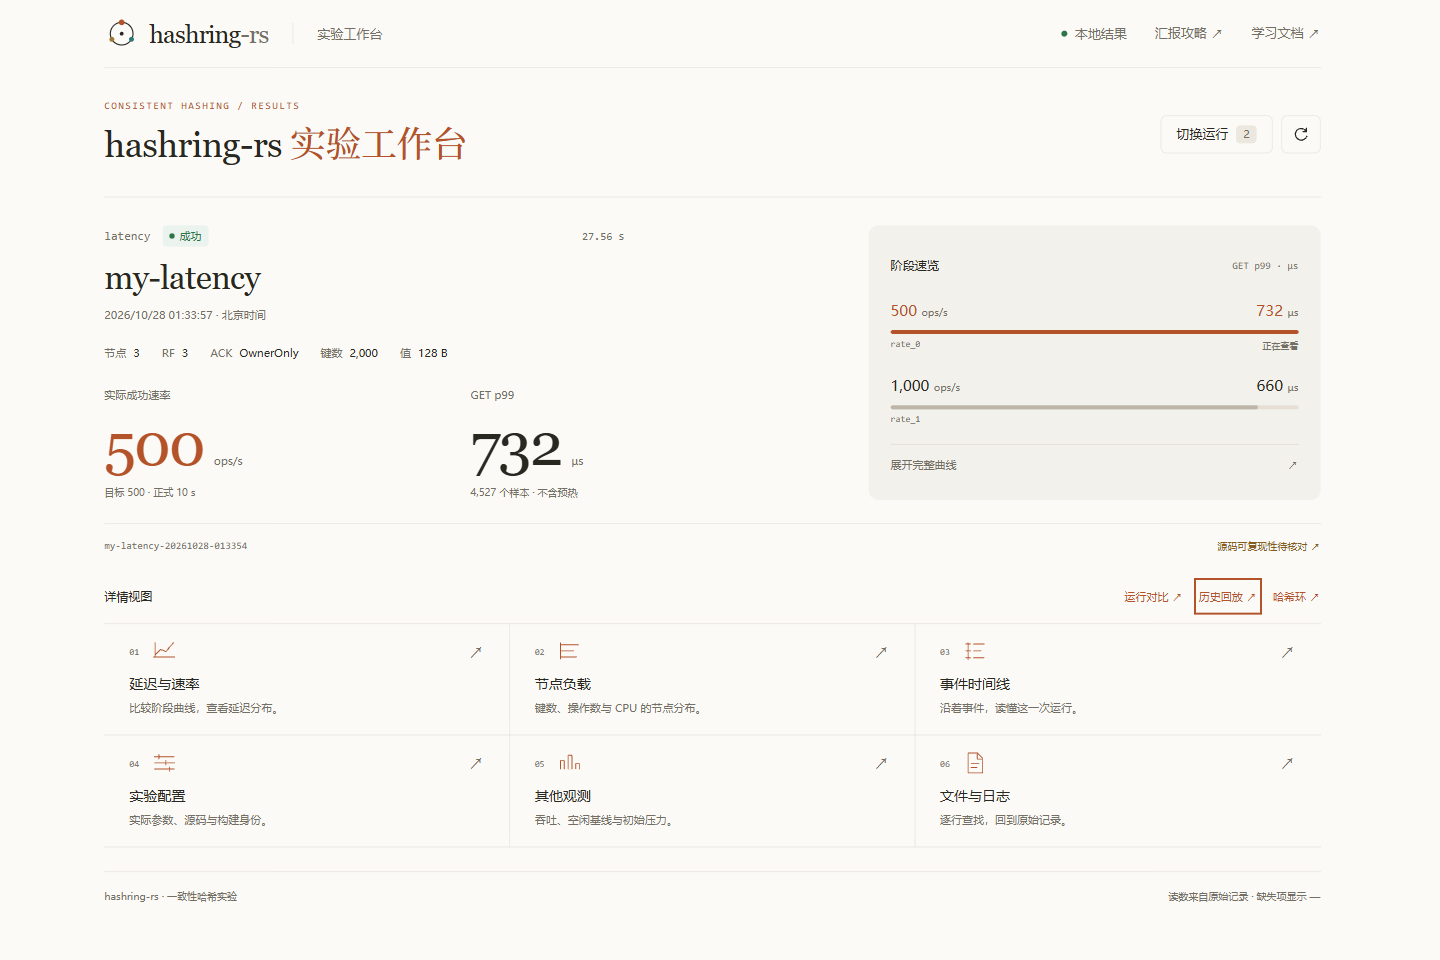 hashring-rs 实验工作台 本地结果 汇报攻略 ↗ 学习文档 ↗
CONSISTENT HASHING / RESULTS
hashring-rs 实验工作台
切换运行 2
latency 成功 27.56 s
my-latency
2026/10/28 01:33:57 · 北京时间
节点 3 RF 3 ACK OwnerOnly 键数 2,000 值 128 B
实际成功速率
500 ops/s
目标 500 · 正式 10 s
GET p99
732 µs
4,527 个样本 · 不含预热
阶段速览 GET p99 · µs
500 ops/s 732 µs
rate_0 正在查看
1,000 ops/s 660 µs
rate_1
展开完整曲线 ↗
my-latency-20261028-013354 源码可复现性待核对 ↗
详情视图 运行对比 ↗ 历史回放 ↗ 哈希环 ↗
01 ↗
延迟与速率
比较阶段曲线，查看延迟分布。
02 ↗
节点负载
键数、操作数与 CPU 的节点分布。
03 ↗
事件时间线
沿着事件，读懂这一次运行。
04 ↗
实验配置
实际参数、源码与构建身份。
05 ↗
其他观测
吞吐、空闲基线与初始压力。
06 ↗
文件与日志
逐行查找，回到原始记录。
hashring-rs · 一致性哈希实验 读数来自原始记录 · 缺失项显示 —